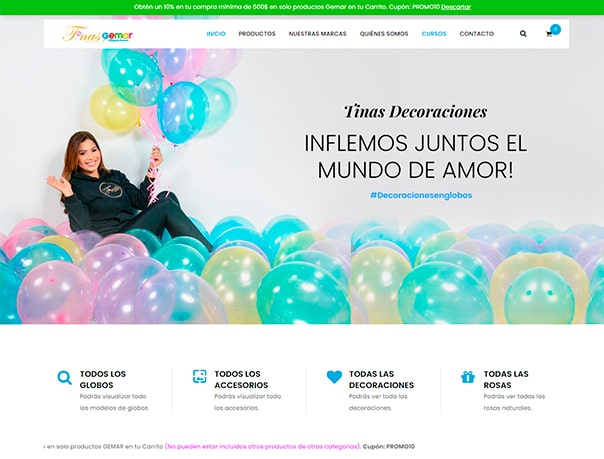 Obtén un 10% en tu compra mínima de 500$ en solo productos Gemar en tu Carrito. Cupón: PROMO10 Descartar
Tinas Gemar
INICIO PRODUCTOS NUESTRAS MARCAS QUIÉNES SOMOS CURSOS CONTACTO 0
Tinas Decoraciones
INFLEMOS JUNTOS EL
MUNDO DE AMOR!
#Decoracionesenglobos
TODOS LOS
GLOBOS
Podrás visualizar todo
los modelos de globos
TODOS LOS
ACCESORIOS
Podrás visualizar todo
los accesorios.
TODAS LAS
DECORACIONES
Podrás ver toda las
decoraciones.
TODAS LAS
ROSAS
Podrás ver todas las
rosas naturales.
en solo productos GEMAR en tu Carrito (No pueden estar incluidos otros productos de otras categorías). Cupón: PROMO10